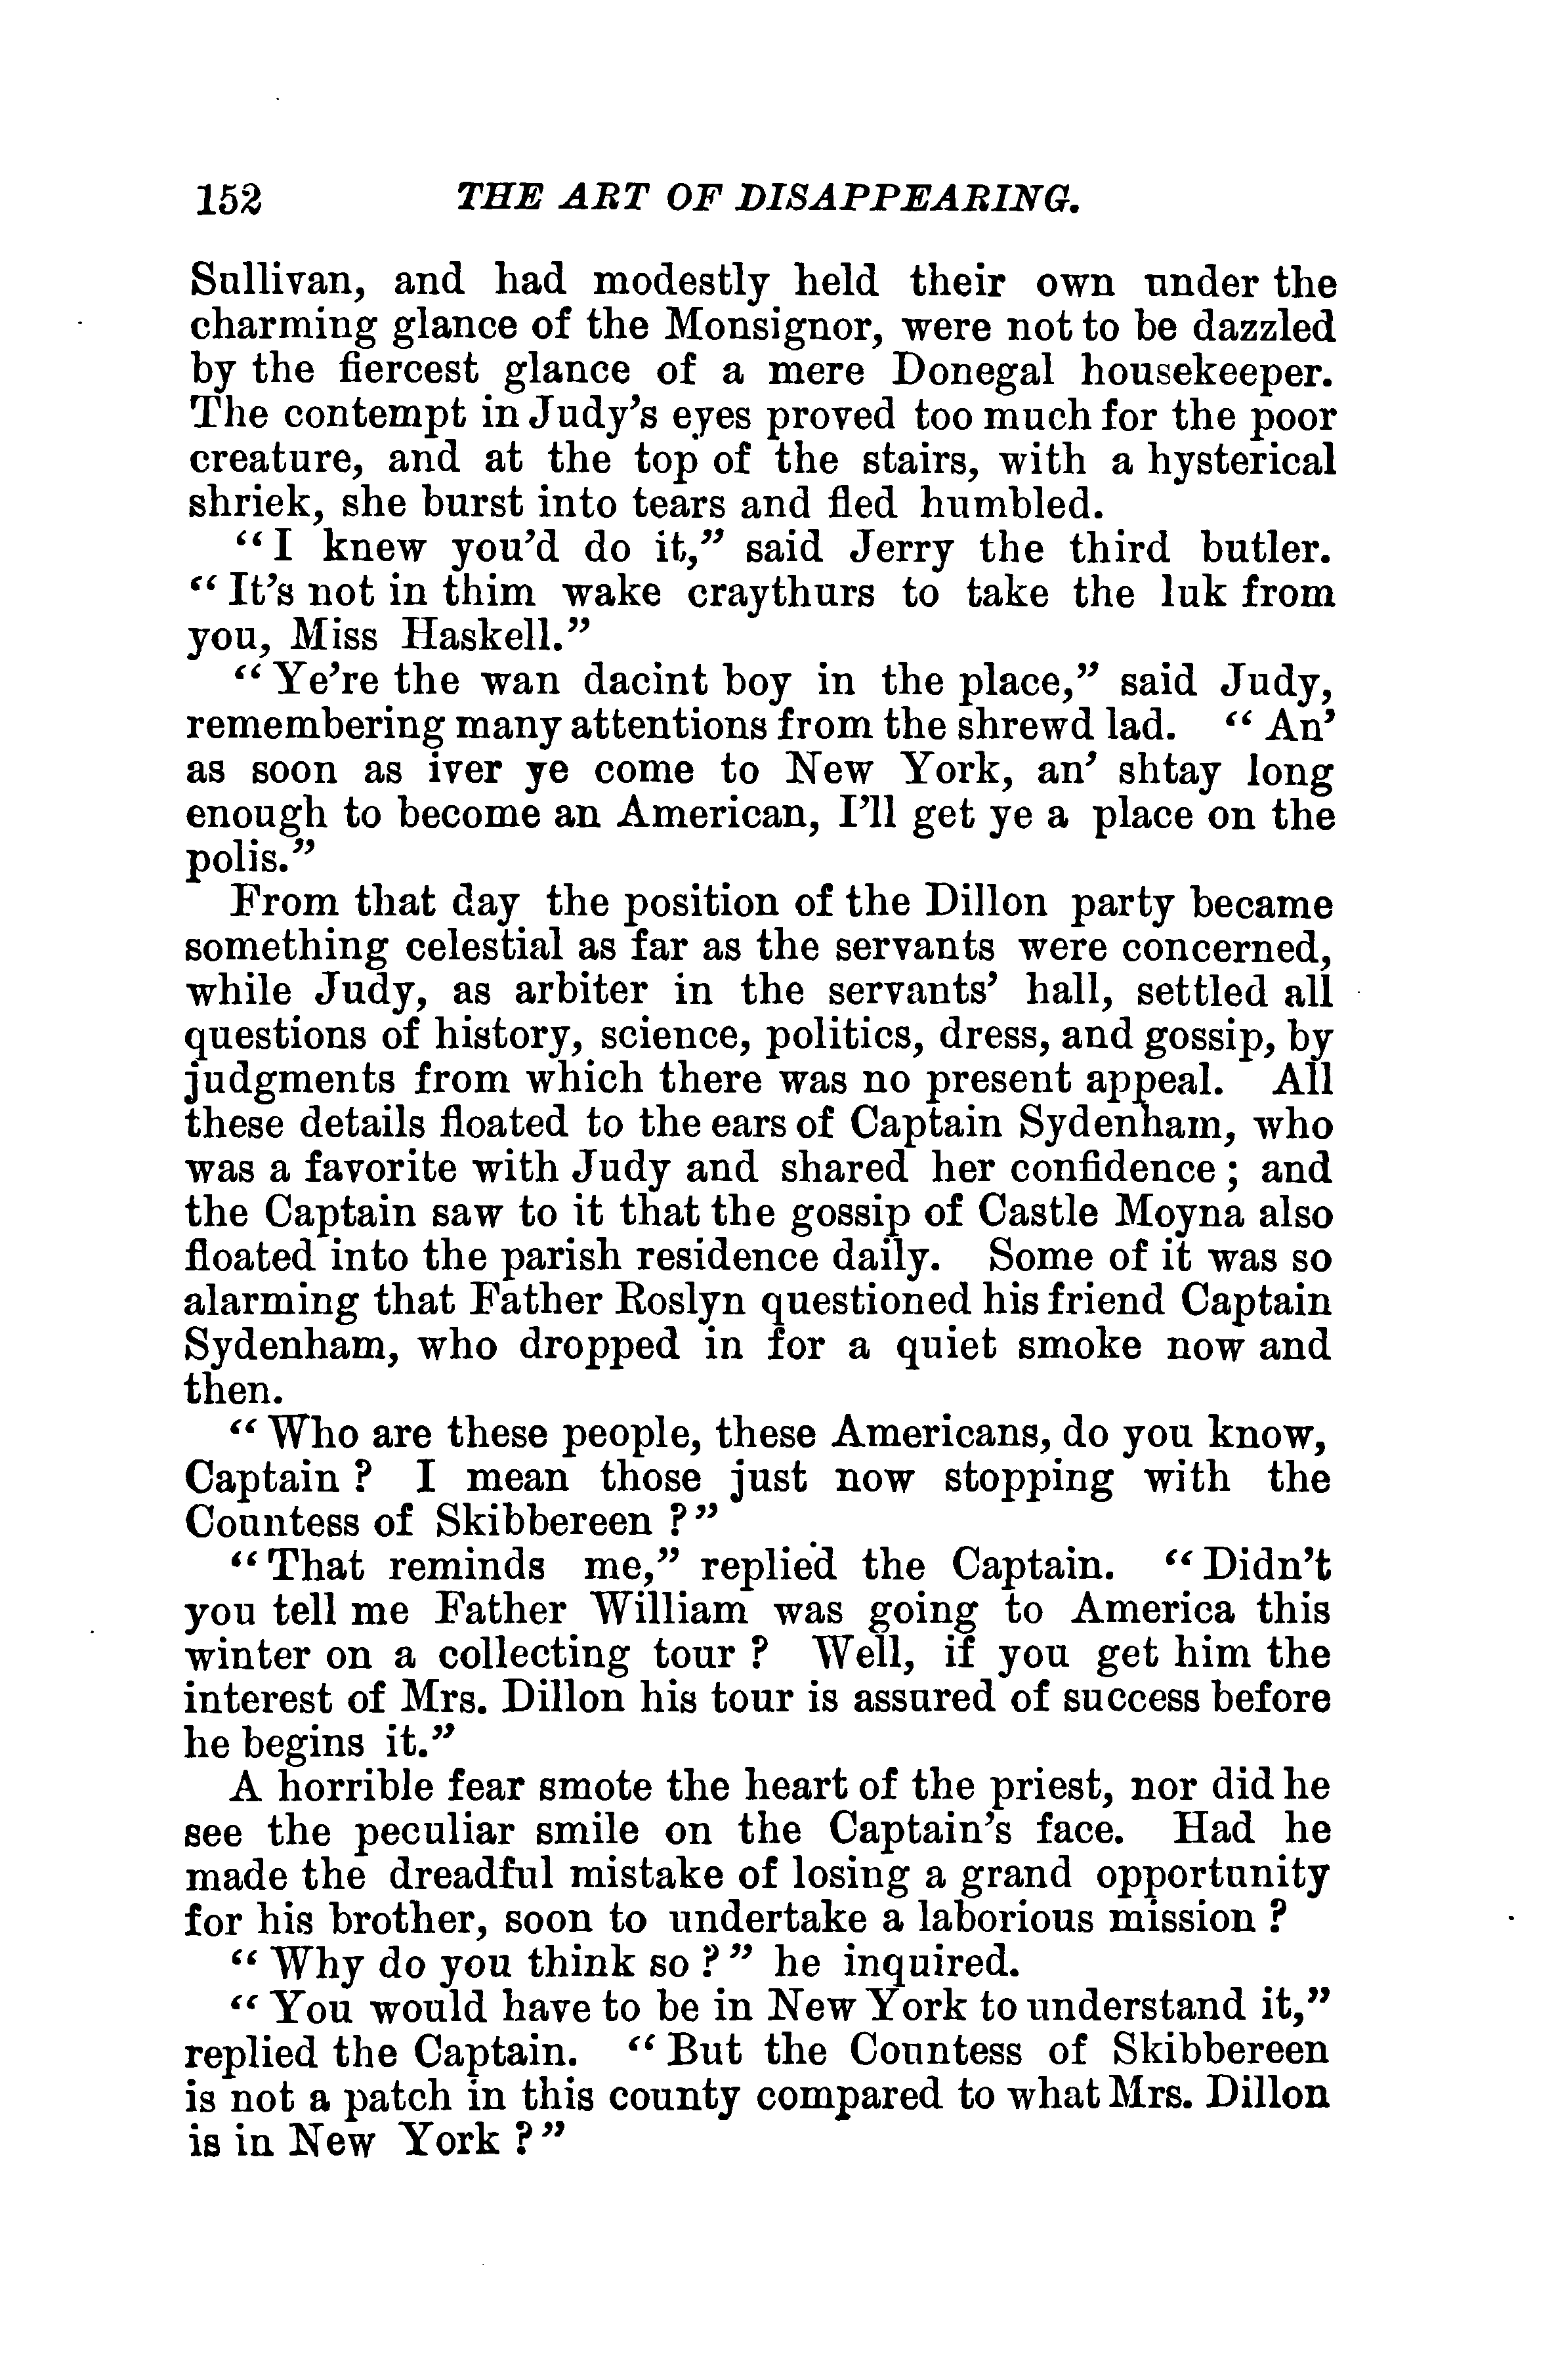 152 THE ART OF DISAPPEARING.
Sullivan, and had modestly held their own under the
charming glance of the Monsignor, were not to be dazzled
by the fiercest glance of a mere Donegal housekeeper.
The contempt in Judy's eyes proved too much for the poor
creature, and at the top of the stairs, with a hysterical
shriek, she burst into tears and fled humbled.
"I knew you'd do it," said Jerry the third butler.
"It's not in thim wake craythurs to take the luk from
you, Miss Haskell."
"Ye're the wan dacint boy in the place," said Judy,
remembering many attentions from the shrewd lad. "An'
as soon as iver ye come to New York, an' shtay long
enough to become an American, I'll get ye a place on the
polis."
From that day the position of the Dillon party became
something celestial as far as the servants were concerned,
while Judy, as arbiter in the servants' hall, settled all
questions of history, science, politics, dress, and gossip, by
judgments from which there was no present appeal. All
these details floated to the ears of Captain Sydenham, who
was a favorite with Judy and shared her confidence; and
the Captain saw to it that the gossip of Castle Moyna also
floated into the parish residence daily. Some of it was so
alarming that Father Roslyn questioned his friend Captain
Sydenham, who dropped in for a quiet smoke now and
then.
"Who are these people, these Americans, do you know,
Captain? I mean those just now stopping with the
Countess of Skibbereen?"
"That reminds me," replied the Captain. "Didn't
you tell me Father William was going to America this
winter on a collecting tour? Well, if you get him the
interest of Mrs. Dillon his tour is assured of success before
he begins it."
A horrible fear smote the heart of the priest, nor did he
see the peculiar smile on the Captain's face. Had he
made the dreadful mistake of losing a grand opportunity
for his brother, soon to undertake a laborious mission?
"Why do you think so?" he inquired.
"You would have to be in New York to understand it,"
replied the Captain. "But the Countess of Skibbereen
is not a patch in this county compared to what Mrs. Dillon
is in New York?"